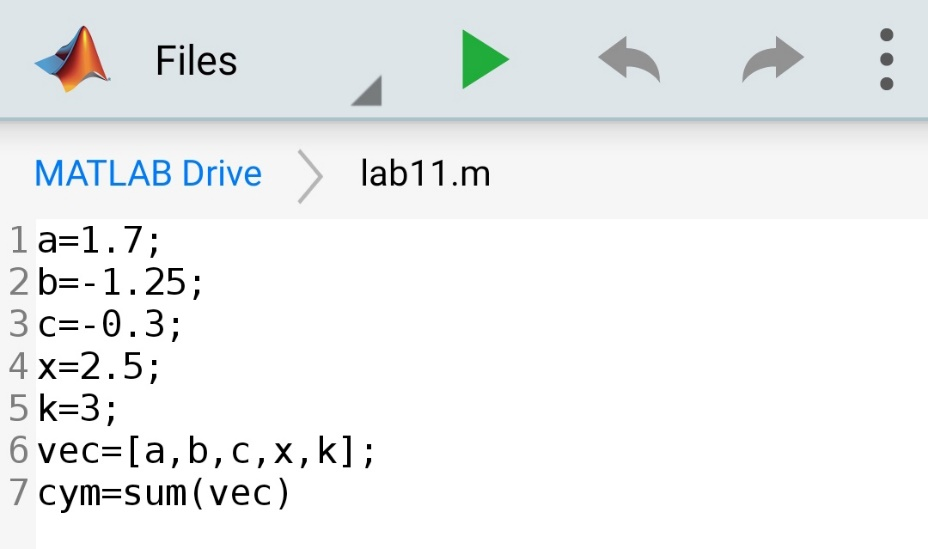 Files
MATLAB Drive lab11.m
1 a=1.7;
2 b=-1.25;
3 c=-0.3;
4 x=2.5;
5 k=3;
6 vec=[a,b,c,x,k];
7 cym=sum(vec)